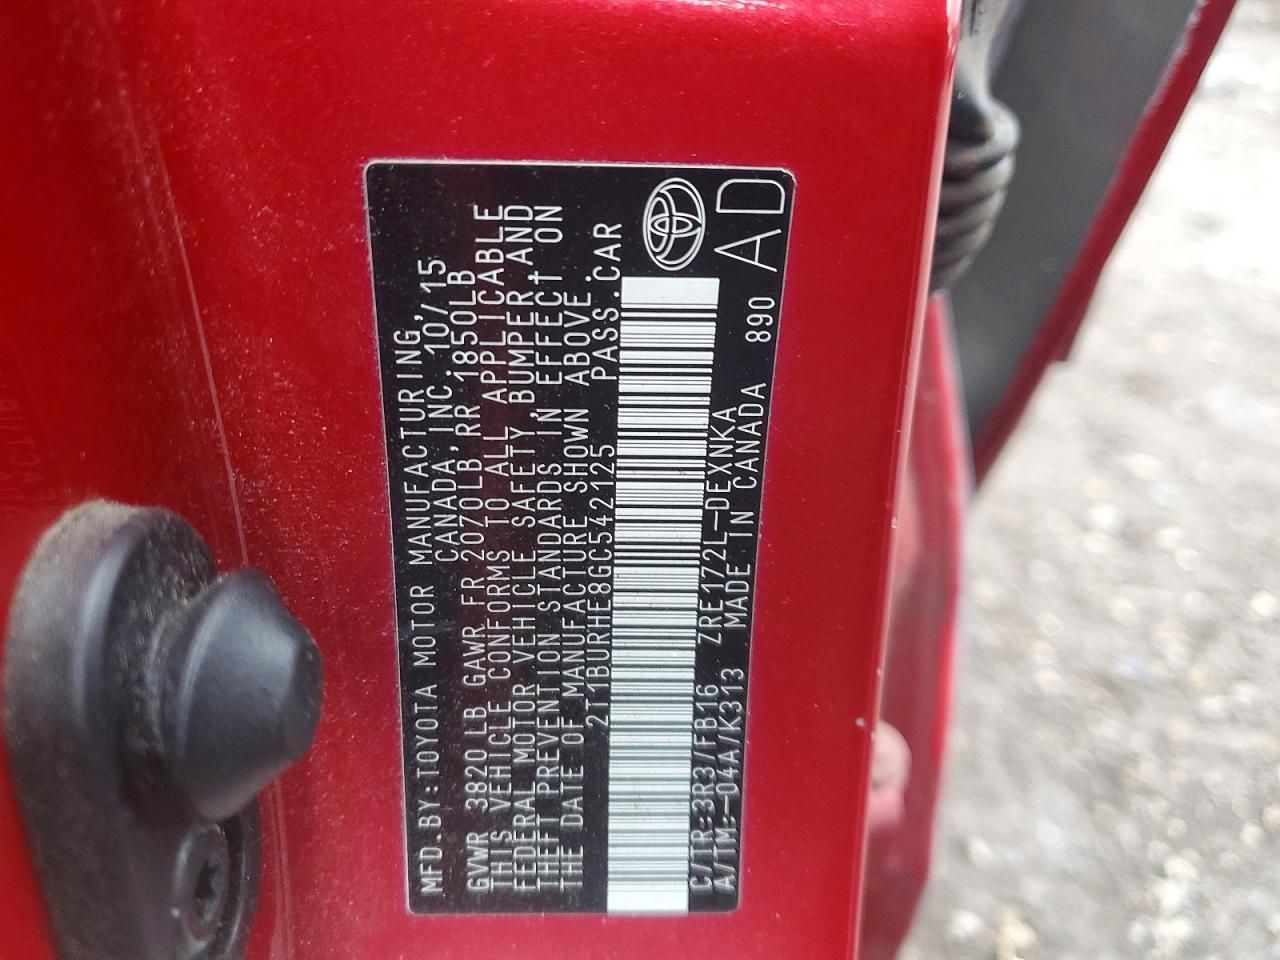 MFD.BY:TOYOTA MOTOR MANUFACTURING,
CANADA, INC. 10/15
GVWR 3820LB GAWR FR 2070LB, RR 1850LB
THIS VEHICLE CONFORMS TO ALL APPLICABLE
FEDERAL MOTOR VEHICLE SAFETY, BUMPER, AND
THEFT PREVENTION STANDARDS IN EFFECT ON
THE DATE OF MANUFACTURE SHOWN ABOVE.
2T1BURHE8GC542125 PASS.CAR
C/TR:3R3/FB16 ZRE172L-DEXNKA
A/TM:-04A/K313 MADE IN CANADA 890
AD